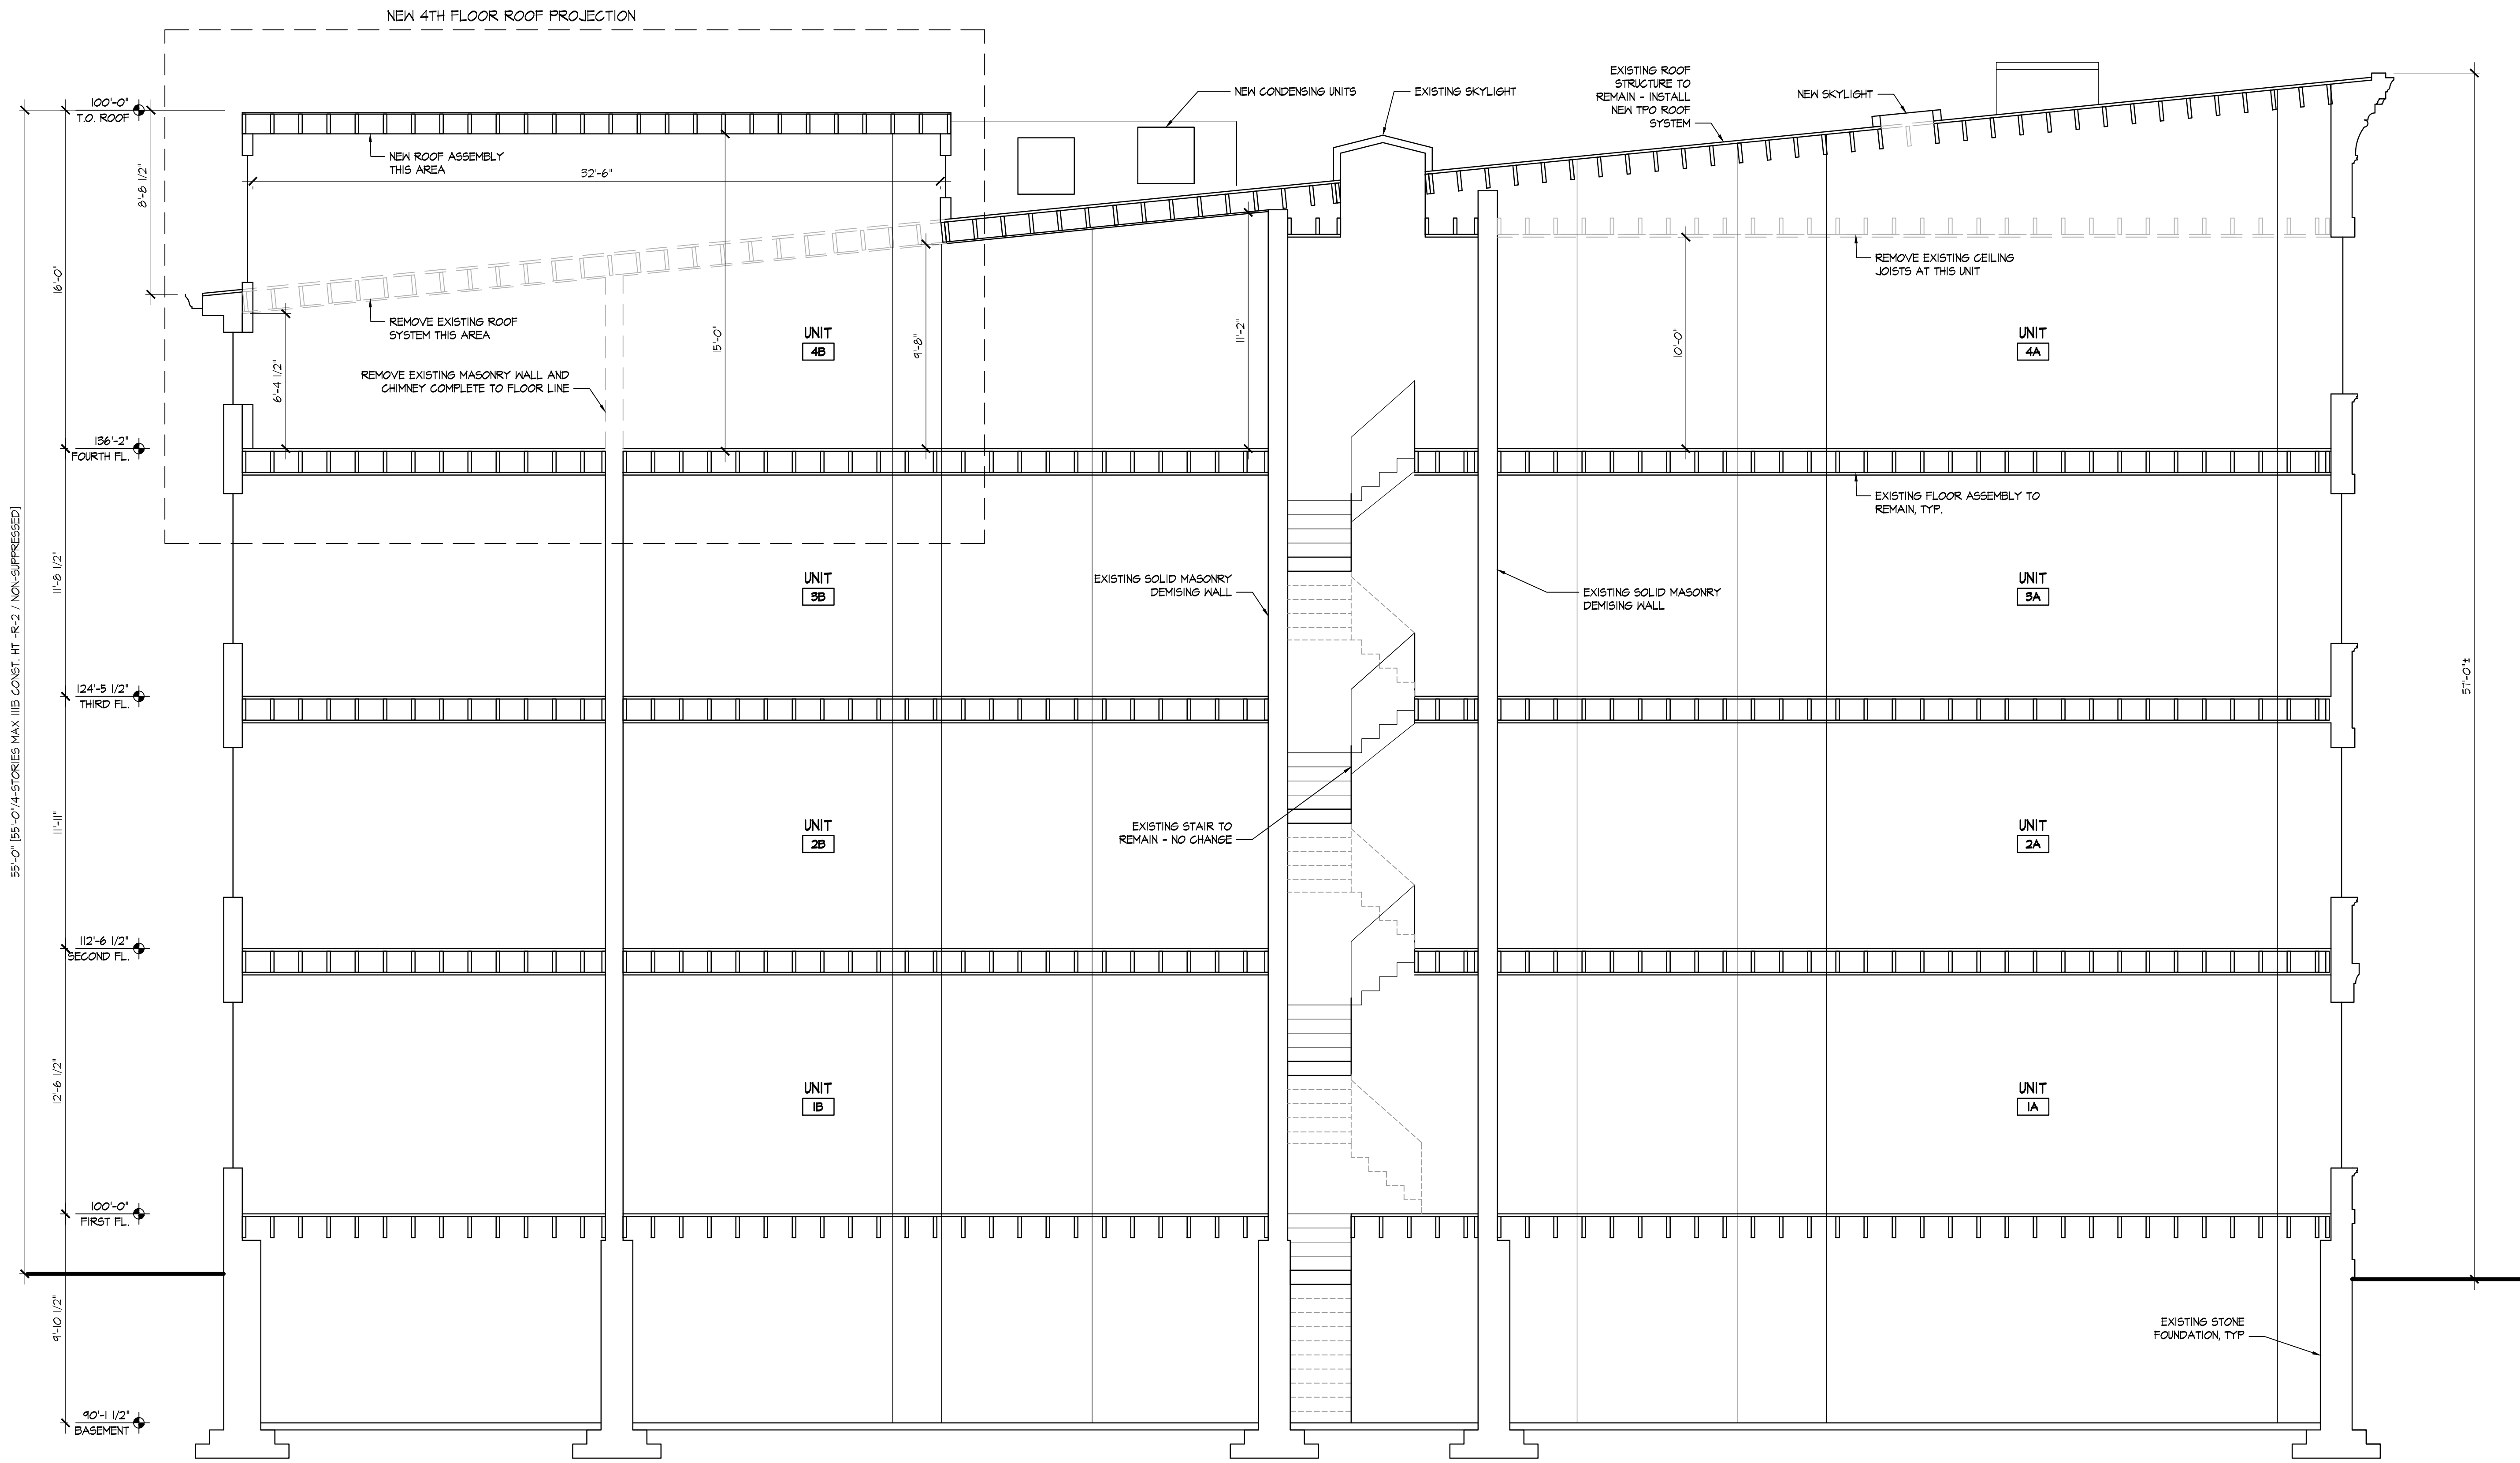 NEW 4TH FLOOR ROOF PROJECTION
100'-0"
T.O. ROOF
8'-8 1/2"
16'-0"
NEW ROOF ASSEMBLY
THIS AREA
32'-6"
NEW CONDENSING UNITS
EXISTING SKYLIGHT
EXISTING ROOF
STRUCTURE TO
REMAIN - INSTALL
NEW TPO ROOF
SYSTEM
NEW SKYLIGHT
REMOVE EXISTING CEILING
JOISTS AT THIS UNIT
REMOVE EXISTING ROOF
SYSTEM THIS AREA
REMOVE EXISTING MASONRY WALL AND
CHIMNEY COMPLETE TO FLOOR LINE
6'-4 1/2"
15'-0"
UNIT
4B
9'-8"
11'-2"
10'-0"
UNIT
4A
136'-2"
FOURTH FL.
EXISTING FLOOR ASSEMBLY TO
REMAIN, TYP.
55'-0" [55'-0"/4-STORIES MAX IIIB CONST. HT -R-2 / NON-SUPPRESSED]
11'-8 1/2"
UNIT
3B
EXISTING SOLID MASONRY
DEMISING WALL
EXISTING SOLID MASONRY
DEMISING WALL
UNIT
3A
57'-0"±
124'-5 1/2"
THIRD FL.
11'-11"
UNIT
2B
EXISTING STAIR TO
REMAIN - NO CHANGE
UNIT
2A
112'-6 1/2"
SECOND FL.
12'-6 1/2"
UNIT
1B
UNIT
1A
100'-0"
FIRST FL.
9'-10 1/2"
EXISTING STONE
FOUNDATION, TYP
90'-1 1/2"
BASEMENT